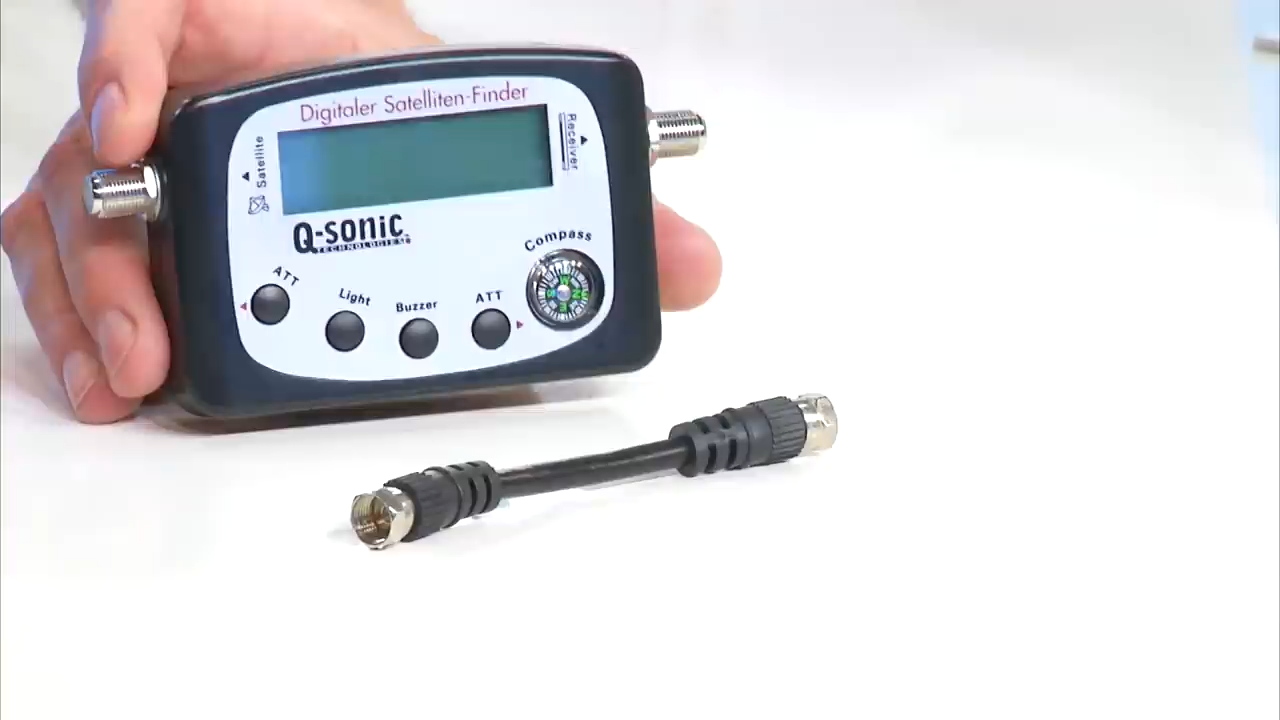 Digitaler Satelliten-Finder
Satellite
Receiver
Q-sonic
TECHNOLOGIES
Compass
ATT
Light
Buzzer
ATT